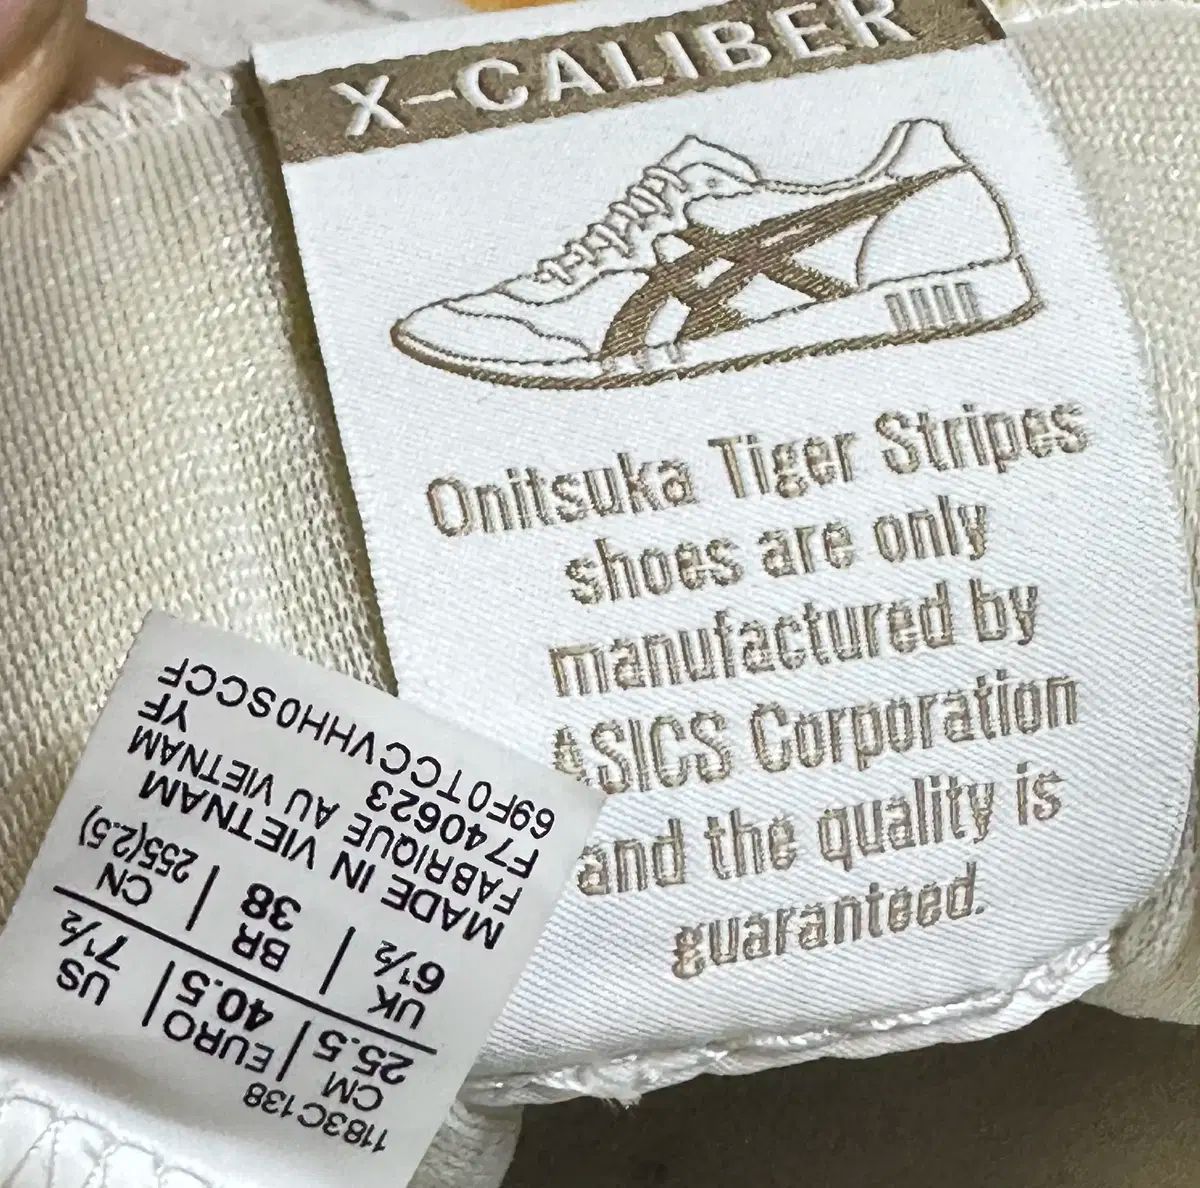 X-CALIBER
Onitsuka Tiger Stripes
shoes are only
manufactured by
ASICS Corporation
and the quality is
guaranteed.
1183C138
CM | EURO | US
25.5 | 40.5 | 7½
UK | BR | CN
6½ | 38 | 255(2.5)
MADE IN VIETNAM
FABRIQUE AU VIETNAM
F740623 YF
69F0TCCVHH0SCCCF